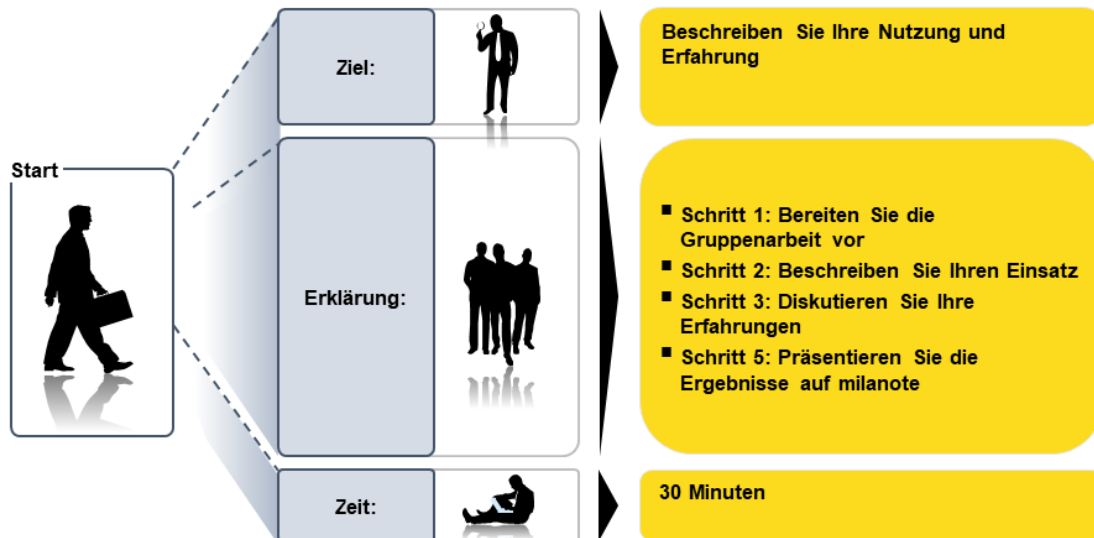 Start
Ziel:
Beschreiben Sie Ihre Nutzung und
Erfahrung
Erklärung:
▪ Schritt 1: Bereiten Sie die
Gruppenarbeit vor
▪ Schritt 2: Beschreiben Sie Ihren Einsatz
▪ Schritt 3: Diskutieren Sie Ihre
Erfahrungen
▪ Schritt 5: Präsentieren Sie die
Ergebnisse auf milanote
Zeit:
30 Minuten